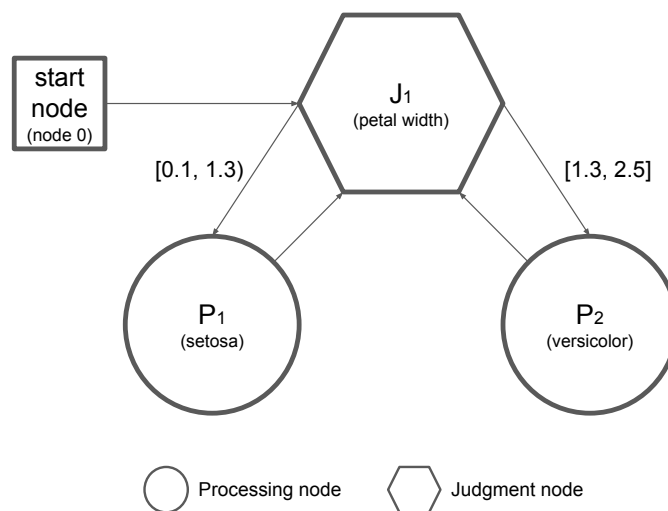 start
node
(node 0)
J1
(petal width)
[0.1, 1.3)
[1.3, 2.5]
P1
(setosa)
P2
(versicolor)
Processing node
Judgment node